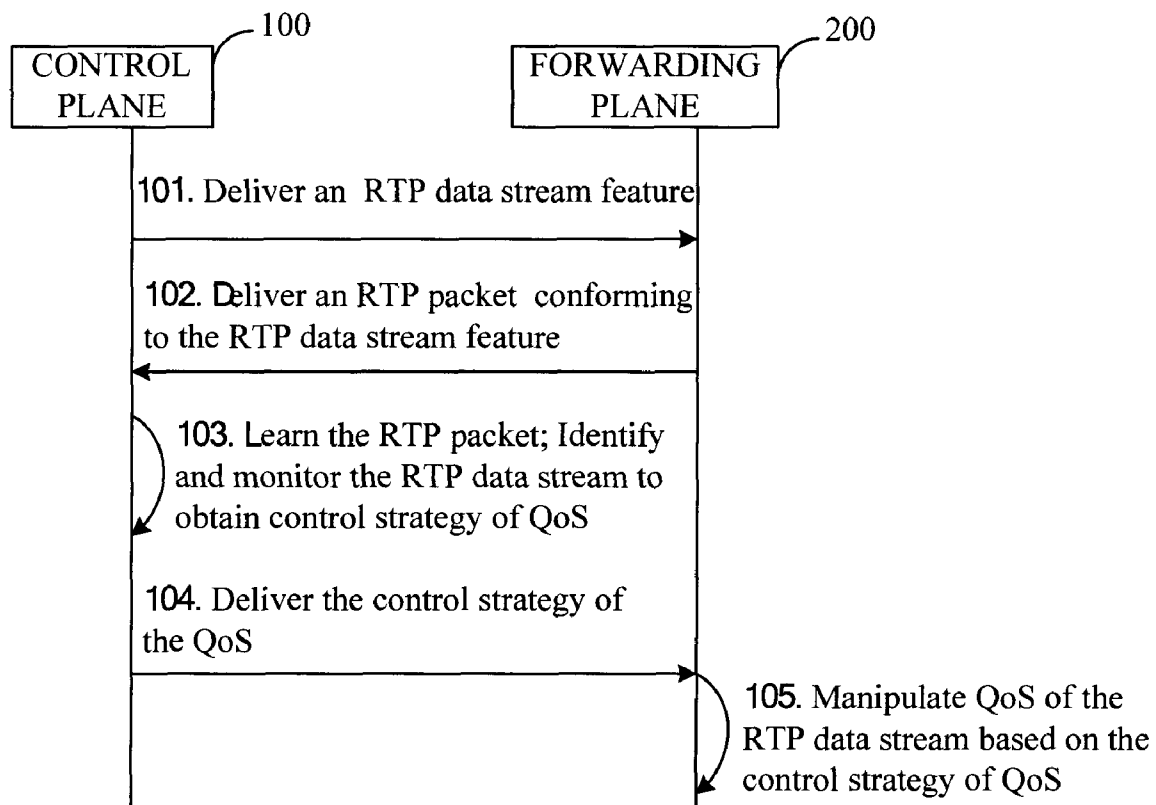 100
200
CONTROL
PLANE
FORWARDING
PLANE
101. Deliver an RTP data stream feature
102. Deliver an RTP packet conforming
to the RTP data stream feature
103. Learn the RTP packet; Identify
and monitor the RTP data stream to
obtain control strategy of QoS
104. Deliver the control strategy of
the QoS
105. Manipulate QoS of the
RTP data stream based on the
control strategy of QoS